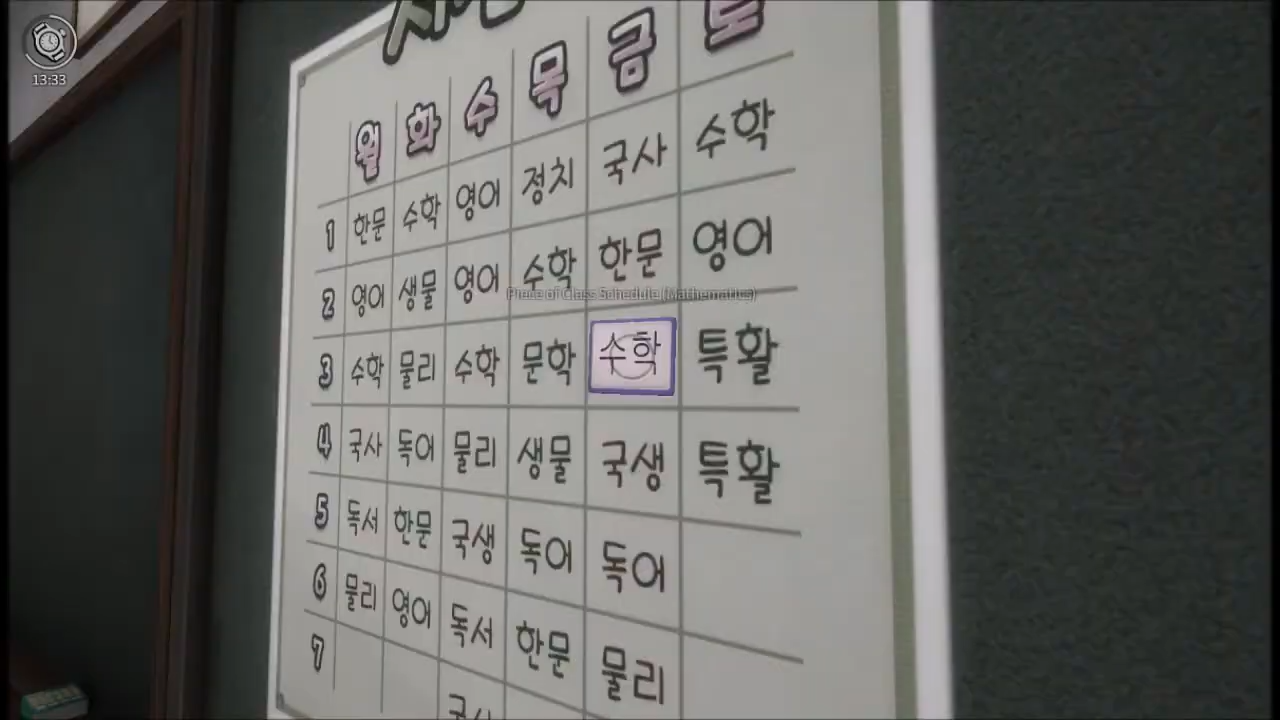 13:33
월 화 수 목 금 토
1 한문 수학 영어 정치 국사 수학
2 영어 생물 영어 수학 한문 영어
Piece of Class Schedule (Mathematics)
3 수학 물리 수학 문학 수학 특활
4 국사 독어 물리 생물 국생 특활
5 독서 한문 국생 독어 독어
6 물리 영어 독서 한문 물리
7